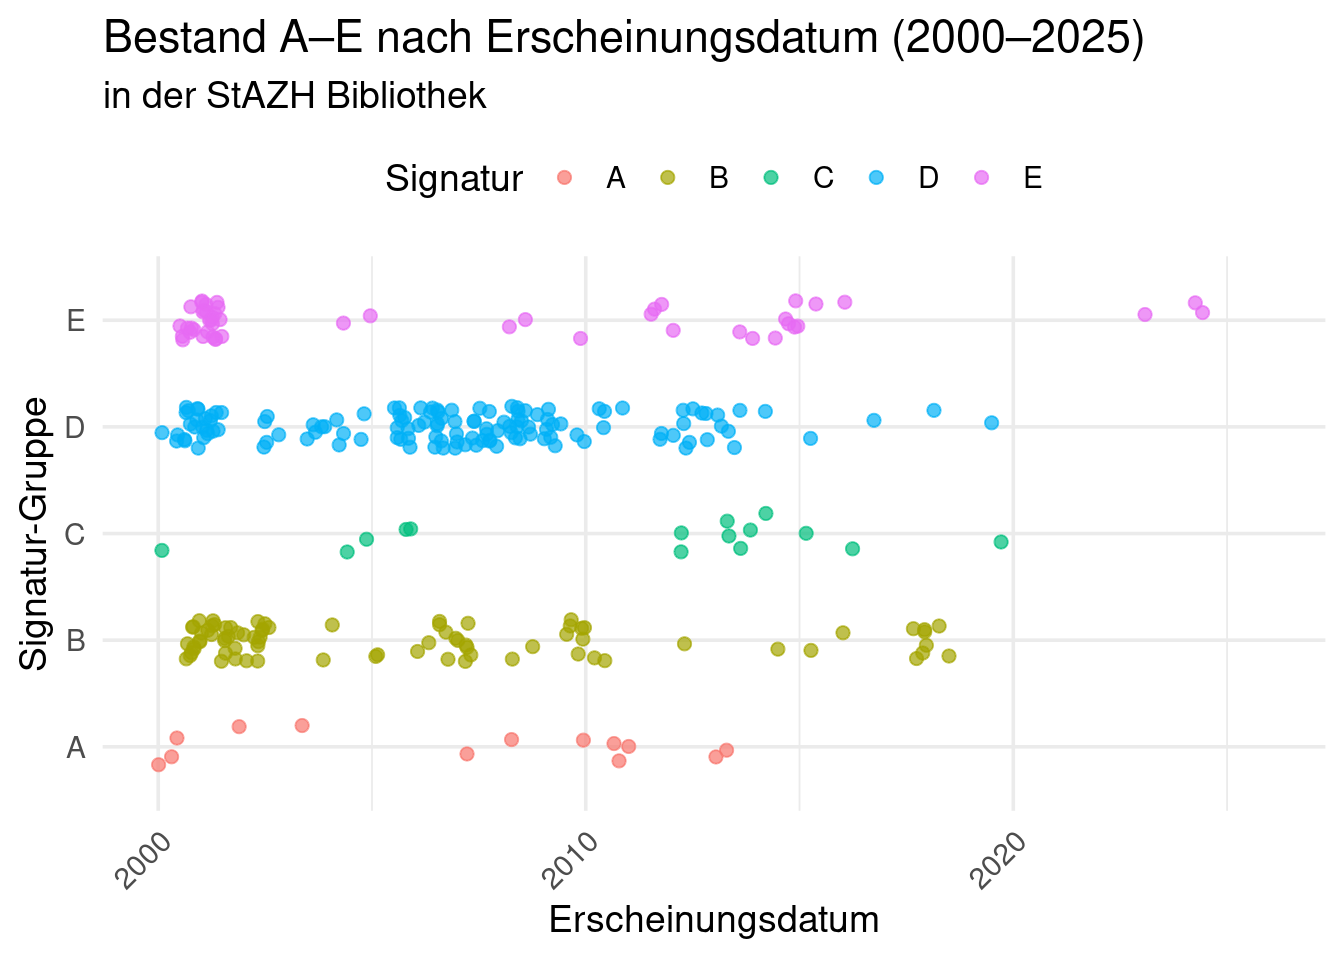 Bestand A–E nach Erscheinungsdatum (2000–2025)
in der StAZH Bibliothek
Signatur A B C D E
E
D
C
B
A
Signatur-Gruppe
2000 2010 2020
Erscheinungsdatum